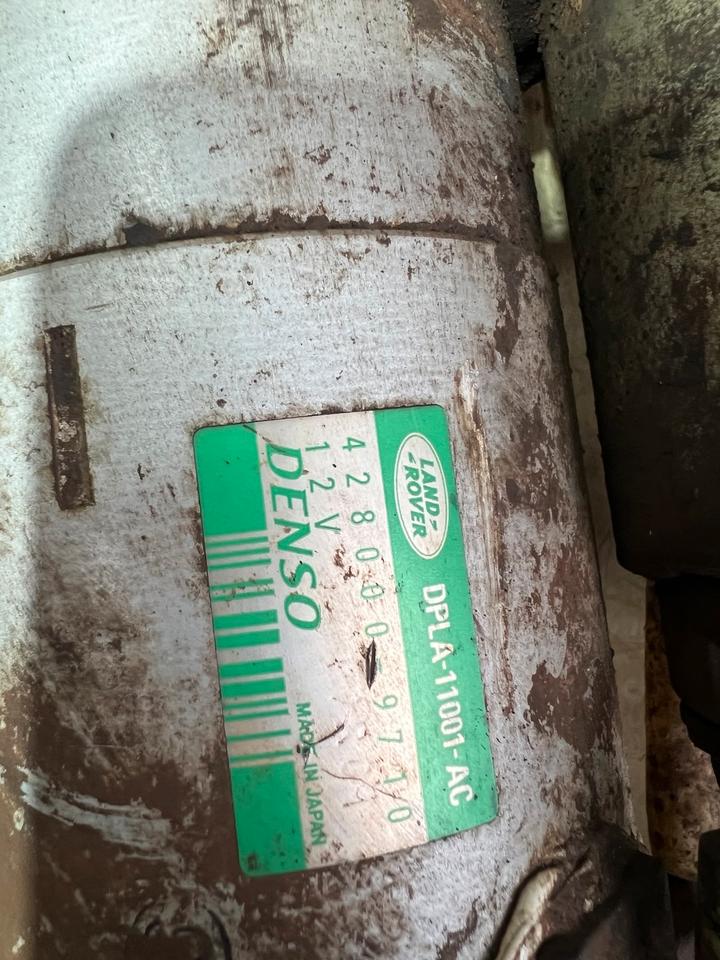 LAND-
-ROVER
DPLA-11001-AC
428000-9710
12V
DENSO
MADE IN JAPAN